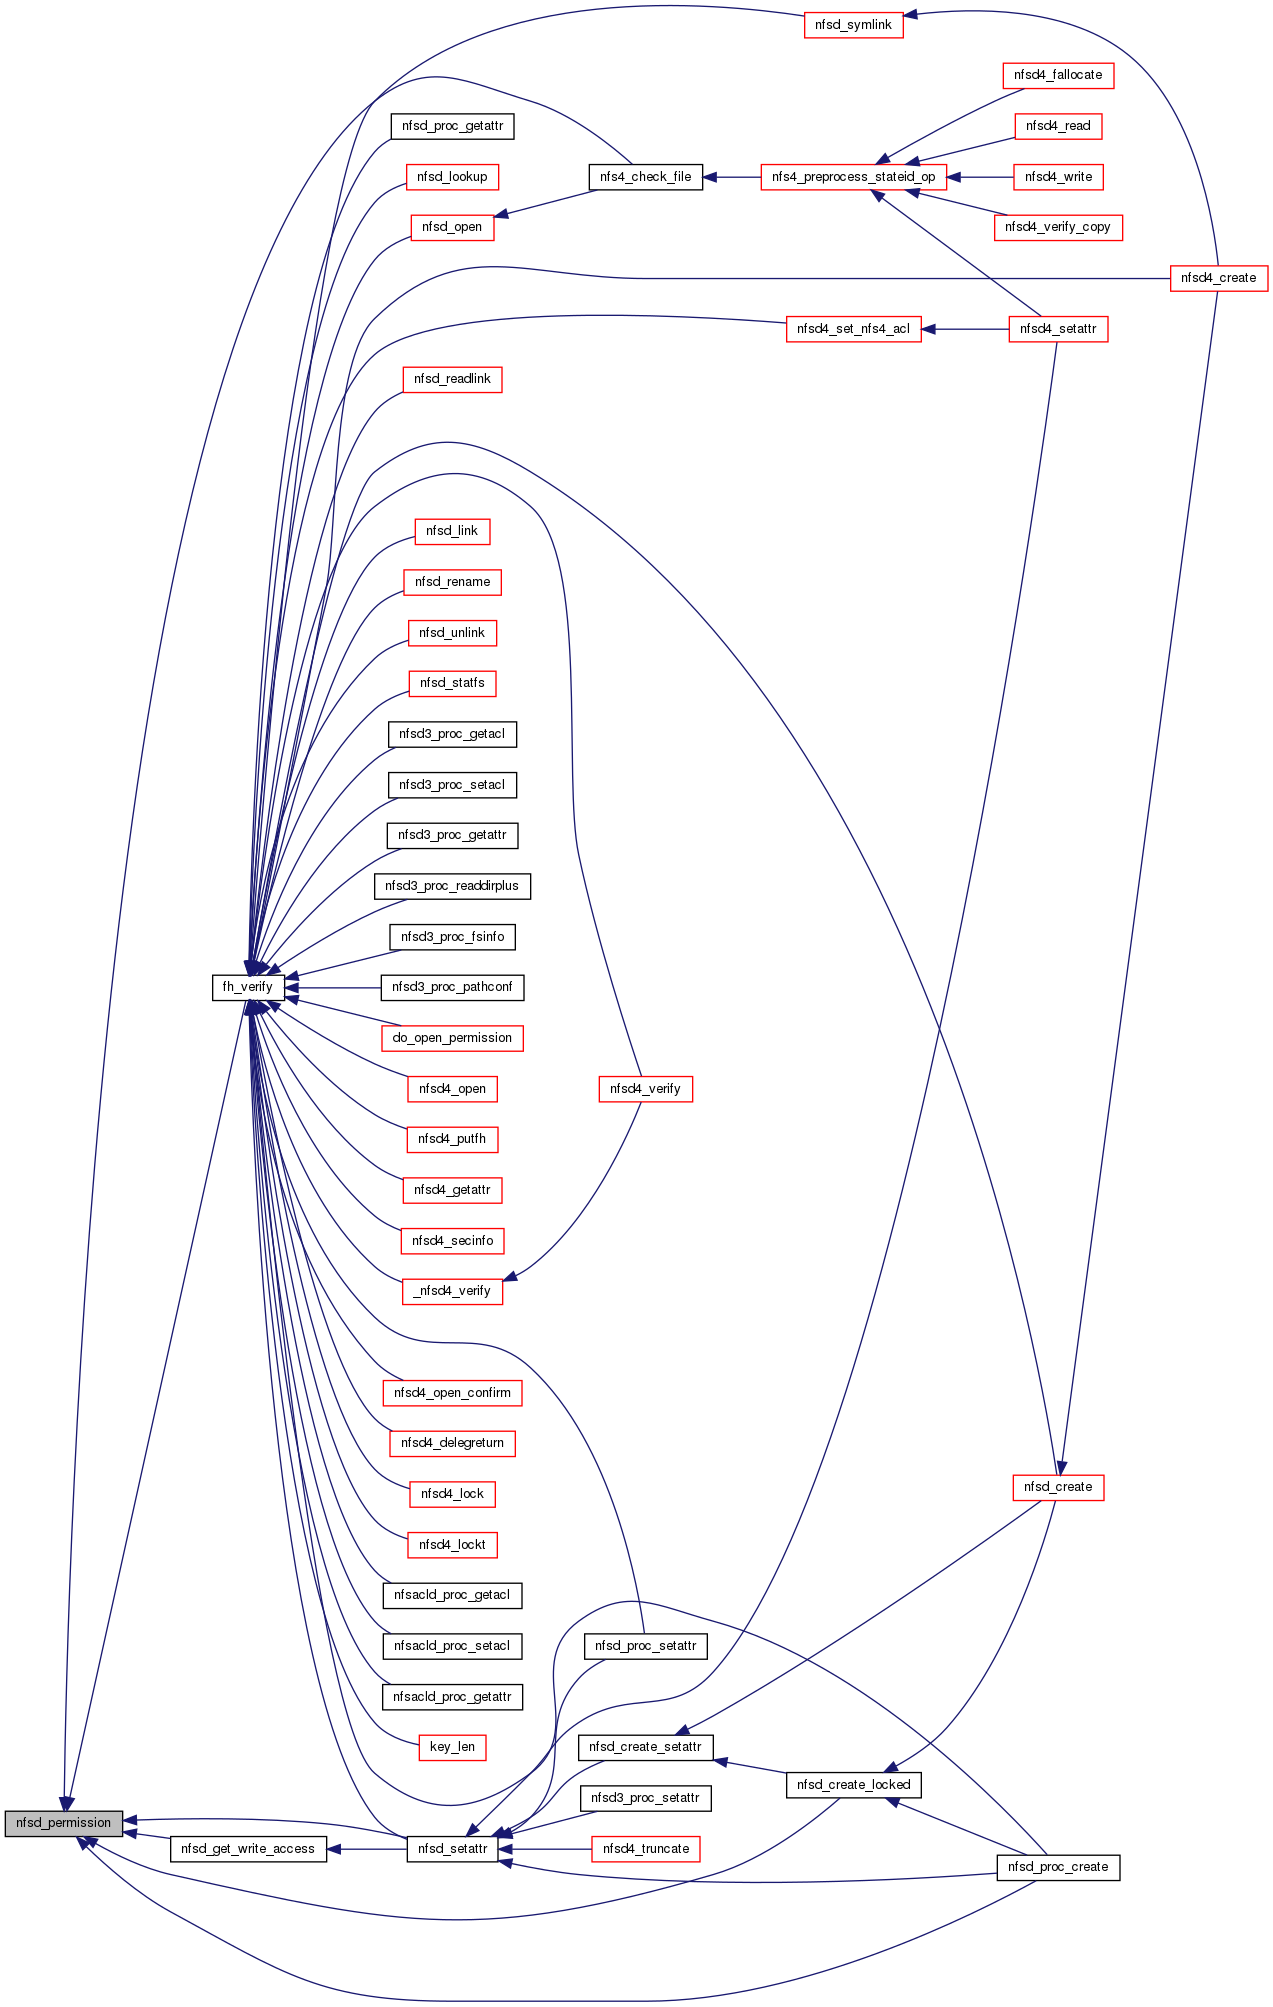 nfsd_symlink
nfsd4_fallocate
nfsd_proc_getattr
nfsd4_read
nfsd_lookup
nfs4_check_file
nfs4_preprocess_stateid_op
nfsd4_write
nfsd_open
nfsd4_verify_copy
nfsd4_create
nfsd4_set_nfs4_acl
nfsd4_setattr
nfsd_readlink
nfsd_link
nfsd_rename
nfsd_unlink
nfsd_statfs
nfsd3_proc_getacl
nfsd3_proc_setacl
nfsd3_proc_getattr
nfsd3_proc_readdirplus
nfsd3_proc_fsinfo
fh_verify
nfsd3_proc_pathconf
do_open_permission
nfsd4_open
nfsd4_verify
nfsd4_putfh
nfsd4_getattr
nfsd4_secinfo
_nfsd4_verify
nfsd4_open_confirm
nfsd4_delegreturn
nfsd_create
nfsd4_lock
nfsd4_lockt
nfsacld_proc_getacl
nfsacld_proc_setacl
nfsd_proc_setattr
nfsacld_proc_getattr
key_len
nfsd_create_setattr
nfsd_create_locked
nfsd3_proc_setattr
nfsd_permission
nfsd_get_write_access
nfsd_setattr
nfsd4_truncate
nfsd_proc_create